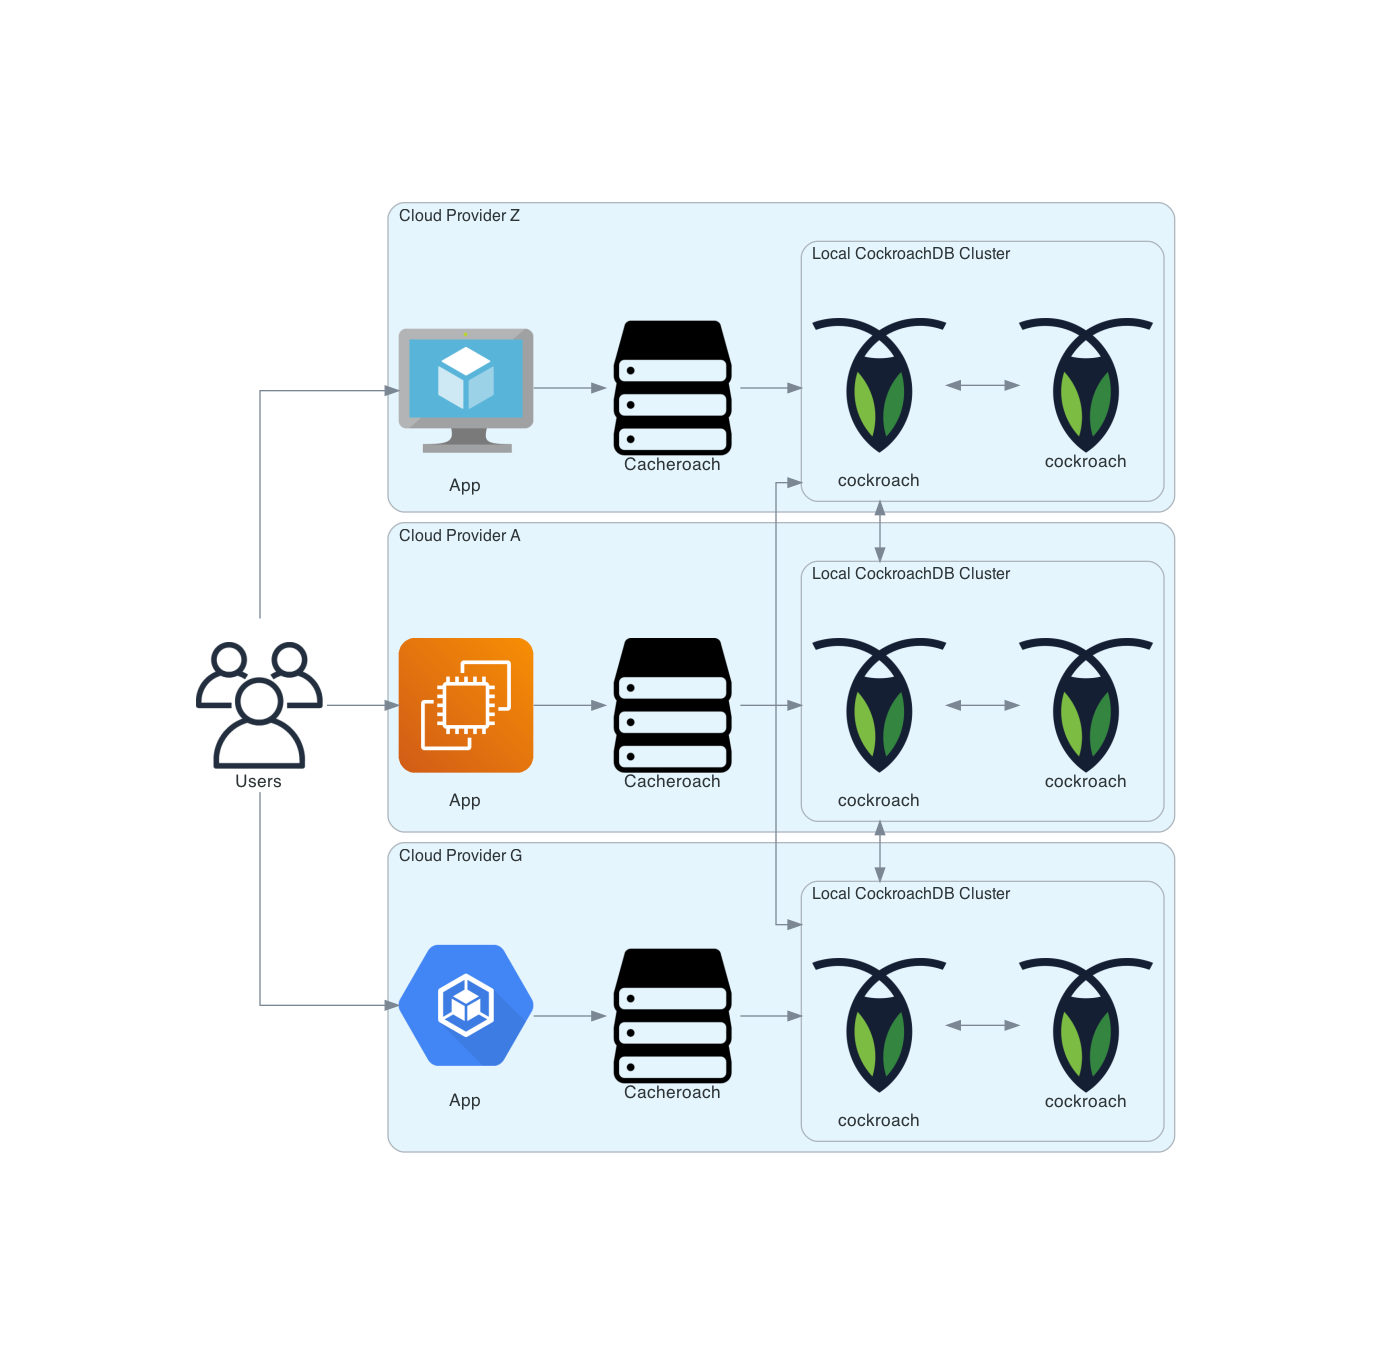 Cloud Provider Z
Local CockroachDB Cluster
App
Cacheroach
cockroach
cockroach
Cloud Provider A
Local CockroachDB Cluster
Users
App
Cacheroach
cockroach
cockroach
Cloud Provider G
Local CockroachDB Cluster
App
Cacheroach
cockroach
cockroach